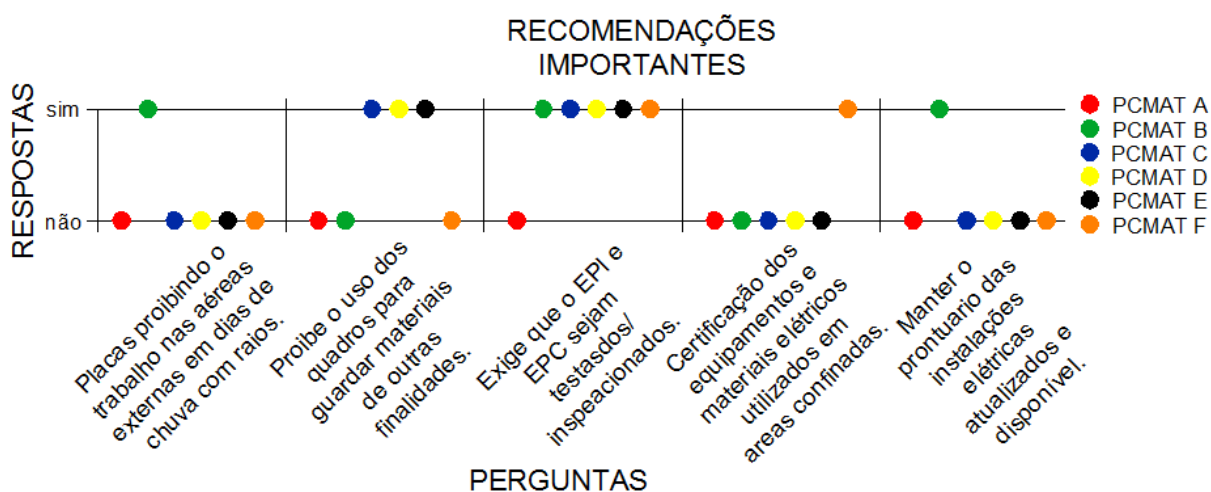 RECOMENDAÇÕES
IMPORTANTES
RESPOSTAS
sim
não
PCMAT A
PCMAT B
PCMAT C
PCMAT D
PCMAT E
PCMAT F
Placas proibindo o
trabalho nas aéreas
externas em dias de
chuva com raios.
Proibe o uso dos
quadros para
guardar materiais
de outras
finalidades.
Exige que o EPI e
EPC sejam
testasdos/
inspeacionados.
Certificação dos
equipamentos e
materiais elétricos
utilizados em
areas confinadas.
Manter o
prontuario das
instalações
elétricas
atualizados e
disponível.
PERGUNTAS